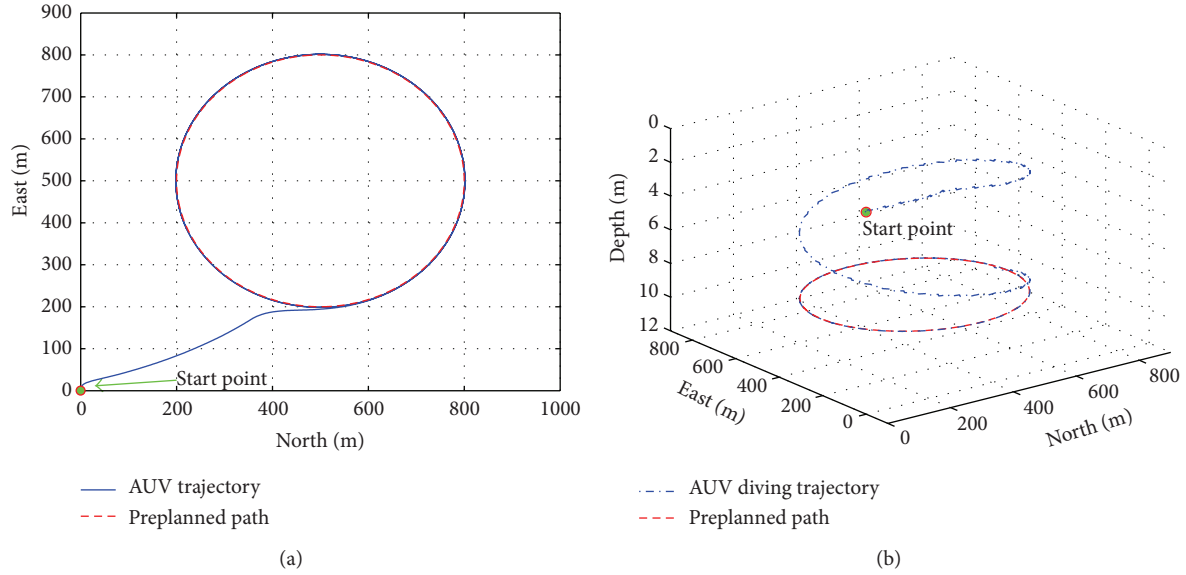 900
800
700
600
500
400
300
200
100
0
East (m)
Start point
0
200
400
600
800
1000
North (m)
AUV trajectory
Preplanned path
(a)
0
2
4
6
8
10
12
Depth (m)
Start point
800
600
400
200
0
East (m)
0
200
400
600
800
North (m)
AUV diving trajectory
Preplanned path
(b)